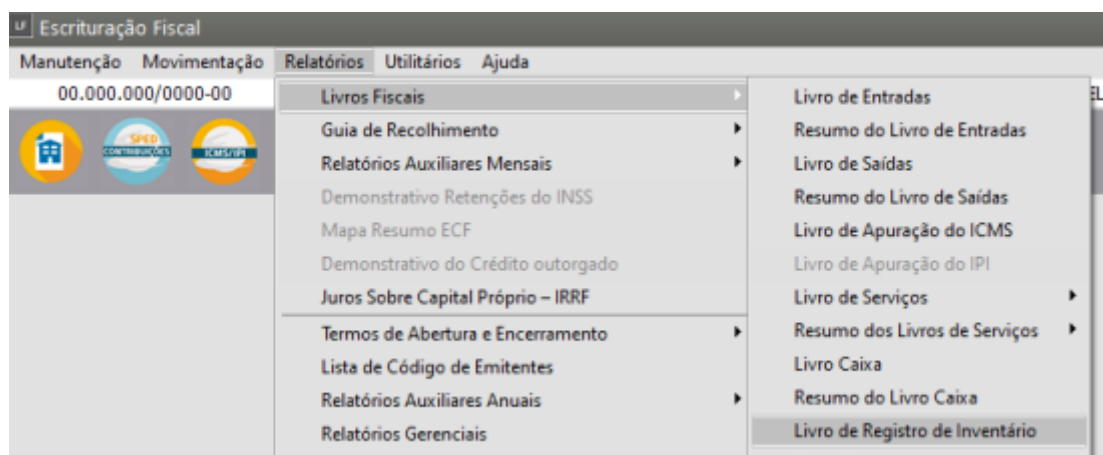 LF Escrituração Fiscal
Manutenção Movimentação Relatórios Utilitários Ajuda
00.000.000/0000-00
EL
SPED
CONTRIBUIÇÕES
ICMS/IPI
Livros Fiscais
Guia de Recolhimento
Relatórios Auxiliares Mensais
Demonstrativo Retenções do INSS
Mapa Resumo ECF
Demonstrativo do Crédito outorgado
Juros Sobre Capital Próprio – IRRF
Termos de Abertura e Encerramento
Lista de Código de Emitentes
Relatórios Auxiliares Anuais
Relatórios Gerenciais
Livro de Entradas
Resumo do Livro de Entradas
Livro de Saídas
Resumo do Livro de Saídas
Livro de Apuração do ICMS
Livro de Apuração do IPI
Livro de Serviços
Resumo dos Livros de Serviços
Livro Caixa
Resumo do Livro Caixa
Livro de Registro de Inventário